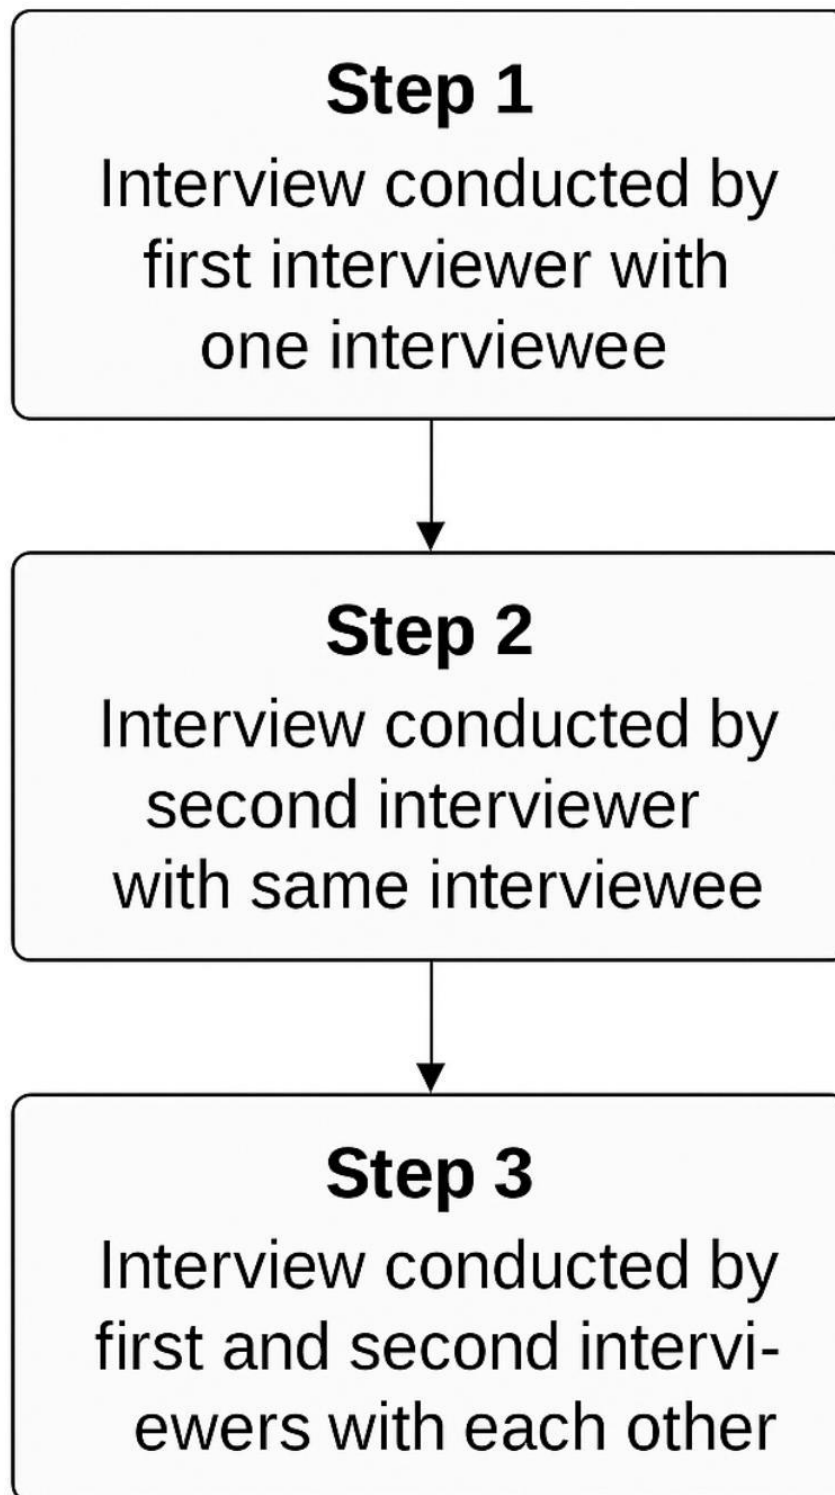 Step 1
Interview conducted by
first interviewer with
one interviewee
Step 2
Interview conducted by
second interviewer
with same interviewee
Step 3
Interview conducted by
first and second intervi-
ewers with each other